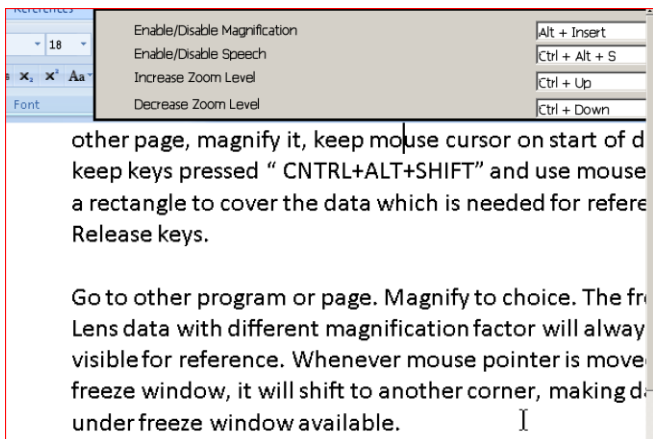 References
18
Enable/Disable Magnification Alt + Insert
Enable/Disable Speech Ctrl + Alt + S
X₂ X² Aa
Increase Zoom Level Ctrl + Up
Font
Decrease Zoom Level Ctrl + Down
other page, magnify it, keep mouse cursor on start of d
keep keys pressed “ CNTRL+ALT+SHIFT” and use mouse
a rectangle to cover the data which is needed for refere
Release keys.
Go to other program or page. Magnify to choice. The fr
Lens data with different magnification factor will alway
visible for reference. Whenever mouse pointer is move
freeze window, it will shift to another corner, making d
under freeze window available.